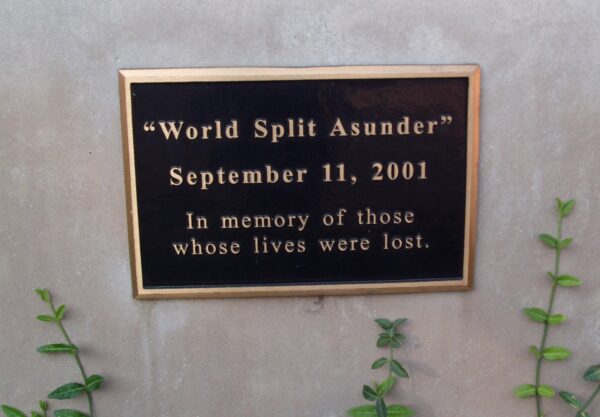 “World Split Asunder”
September 11, 2001
In memory of those
whose lives were lost.